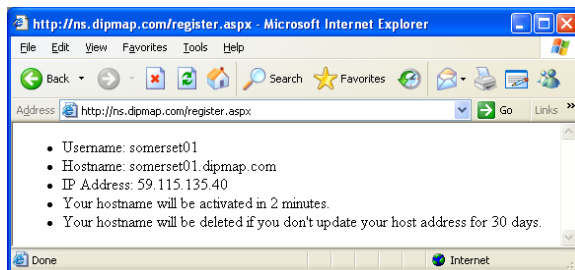 http://ns.dipmap.com/register.aspx - Microsoft Internet Explorer
File Edit View Favorites Tools Help
Back Search Favorites
Address http://ns.dipmap.com/register.aspx Go Links »
• Username: somerset01
• Hostname: somerset01.dipmap.com
• IP Address: 59.115.135.40
• Your hostname will be activated in 2 minutes.
• Your hostname will be deleted if you don't update your host address for 30 days.
Done Internet